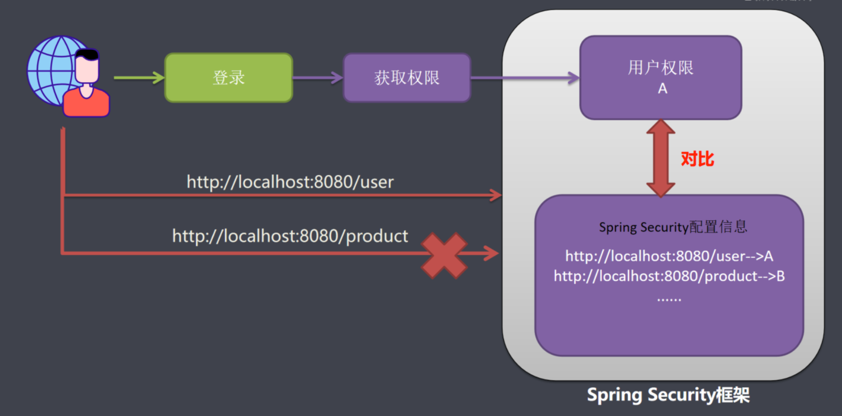 登录
获取权限
用户权限
A
对比
http://localhost:8080/user
http://localhost:8080/product
Spring Security配置信息
http://localhost:8080/user-->A
http://localhost:8080/product-->B
......
Spring Security框架